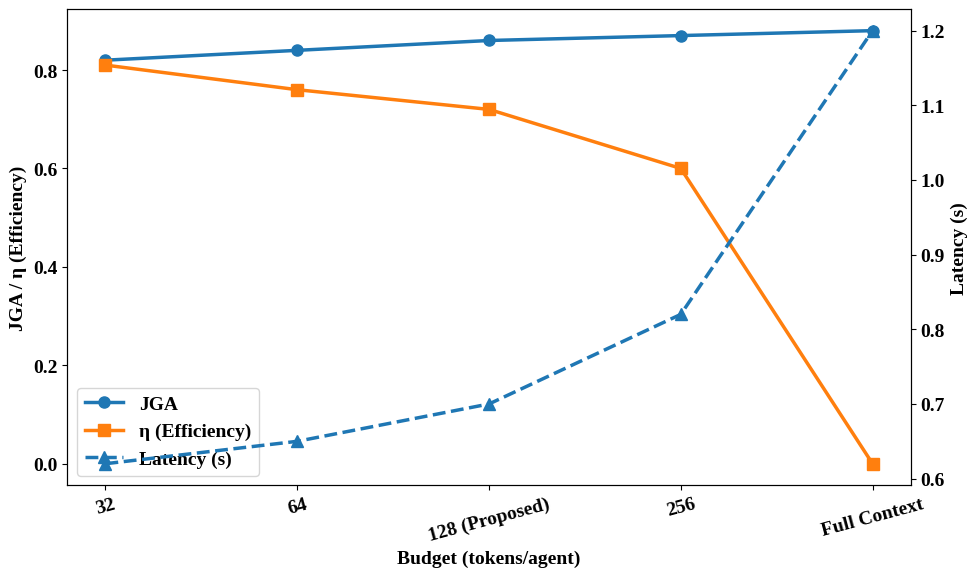 JGA / η (Efficiency)
0.8
0.6
0.4
0.2
0.0
1.2
1.1
1.0
0.9
0.8
0.7
0.6
Latency (s)
JGA
η (Efficiency)
Latency (s)
32
64
128 (Proposed)
256
Full Context
Budget (tokens/agent)